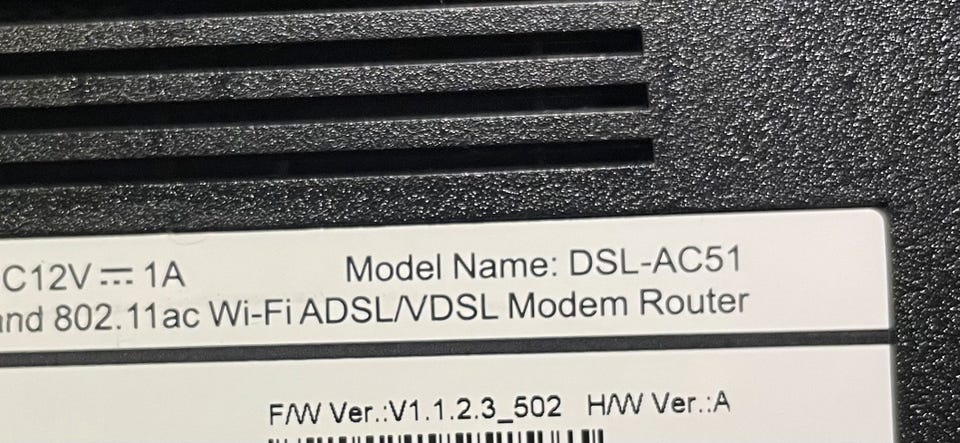 C12V ⎓ 1A Model Name: DSL-AC51
and 802.11ac Wi-Fi ADSL/VDSL Modem Router
F/W Ver.:V1.1.2.3_502 H/W Ver.:A